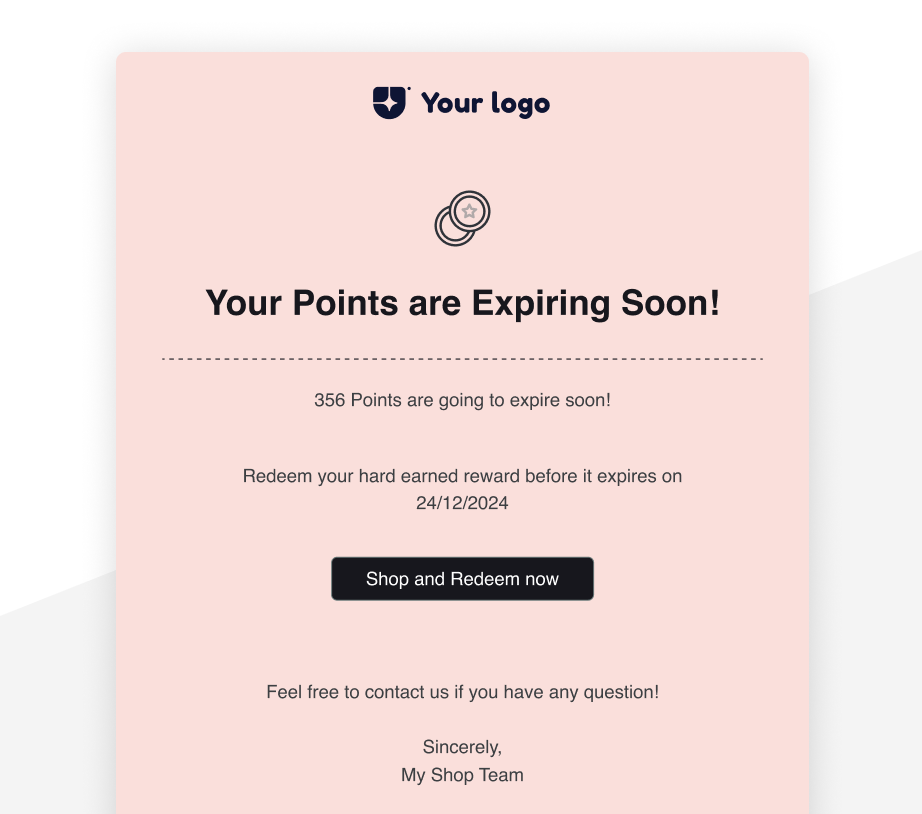 Your logo
Your Points are Expiring Soon!
356 Points are going to expire soon!
Redeem your hard earned reward before it expires on
24/12/2024
Shop and Redeem now
Feel free to contact us if you have any question!
Sincerely,
My Shop Team